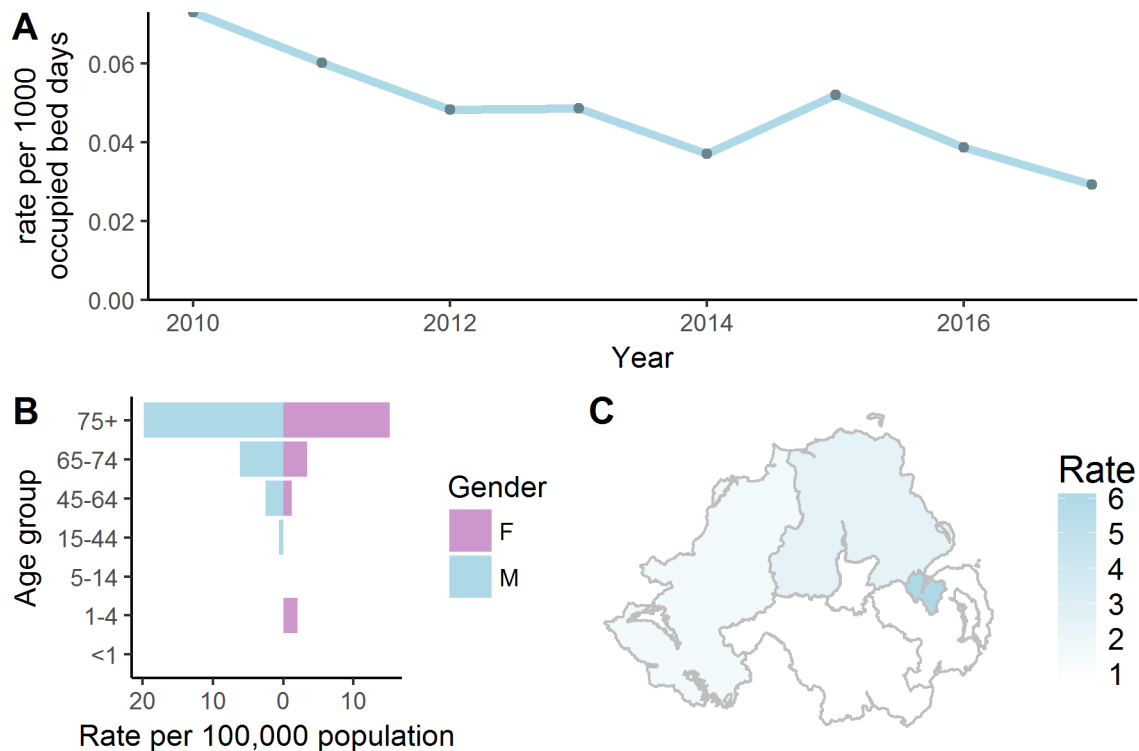 A
rate per 1000
occupied bed days
0.06
0.04
0.02
0.00
2010
2012
2014
2016
Year
B
Age group
75+
65-74
45-64
15-44
5-14
1-4
<1
20
10
0
10
Rate per 100,000 population
Gender
F
M
C
Rate
6
5
4
3
2
1